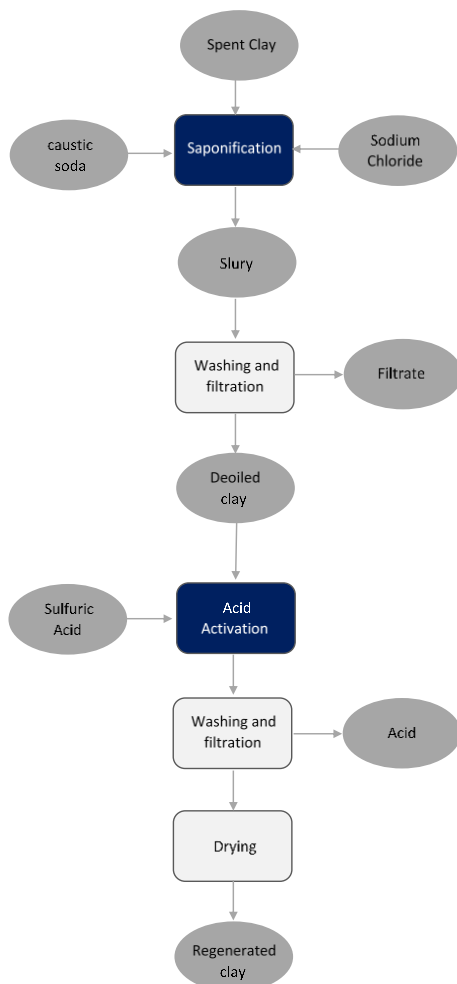 Spent Clay
caustic
soda
Saponification
Sodium
Chloride
Slury
Washing and
filtration
Filtrate
Deoiled
clay
Sulfuric
Acid
Acid
Activation
Washing and
filtration
Acid
Drying
Regenerated
clay